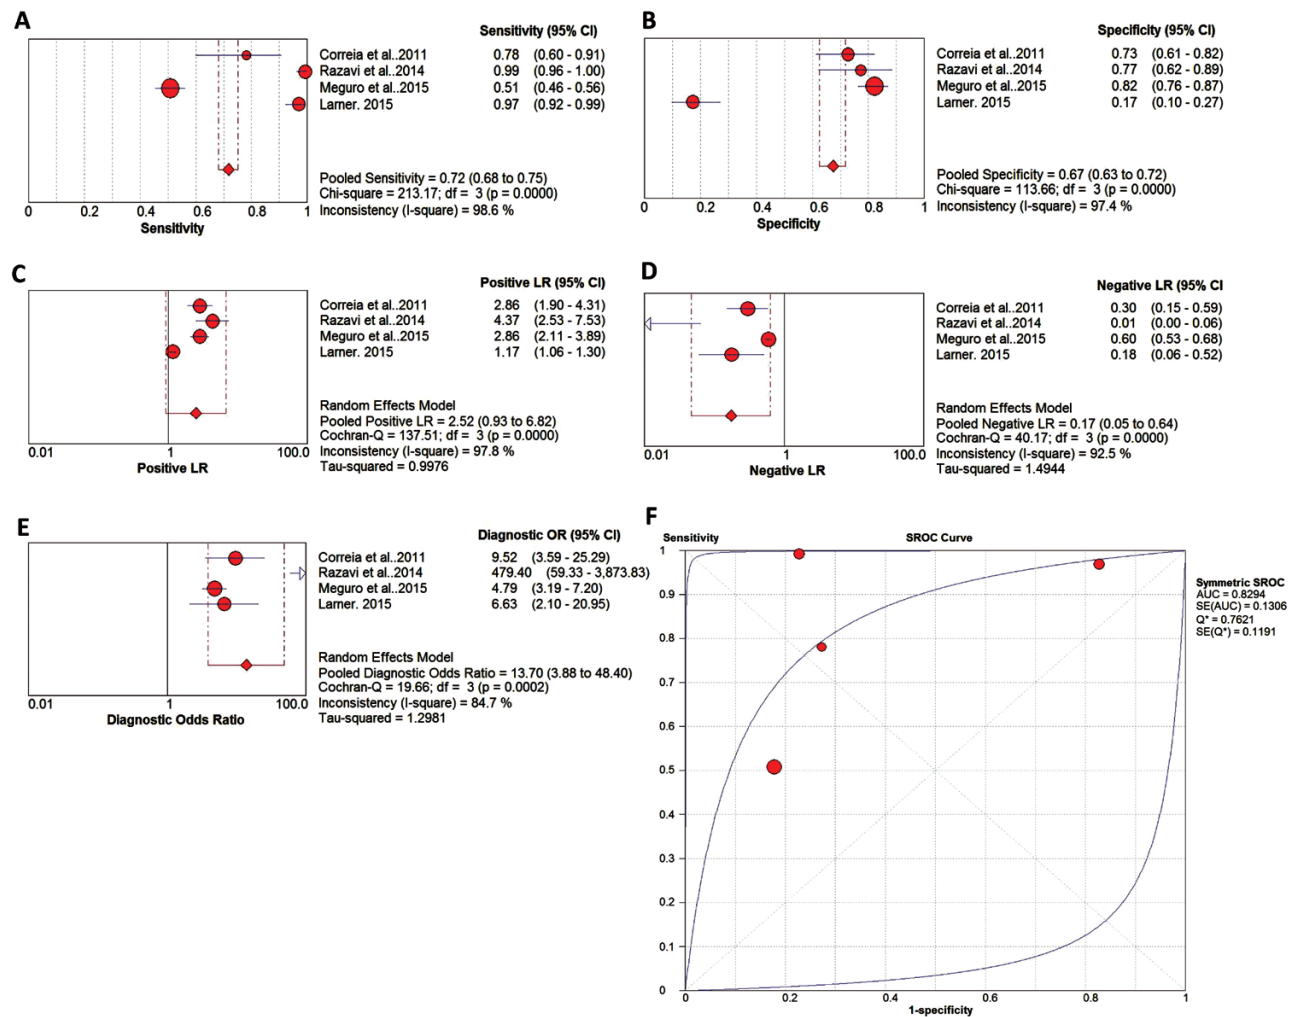 A
Sensitivity (95% CI)
Correia et al..2011 0.78 (0.60 - 0.91)
Razavi et al..2014 0.99 (0.96 - 1.00)
Meguro et al..2015 0.51 (0.46 - 0.56)
Larner. 2015 0.97 (0.92 - 0.99)
Pooled Sensitivity = 0.72 (0.68 to 0.75)
Chi-square = 213.17; df = 3 (p = 0.0000)
Inconsistency (I-square) = 98.6 %
0 0.2 0.4 0.6 0.8 1
Sensitivity
B
Specificity (95% CI)
Correia et al..2011 0.73 (0.61 - 0.82)
Razavi et al..2014 0.77 (0.62 - 0.89)
Meguro et al..2015 0.82 (0.76 - 0.87)
Larner. 2015 0.17 (0.10 - 0.27)
Pooled Specificity = 0.67 (0.63 to 0.72)
Chi-square = 113.66; df = 3 (p = 0.0000)
Inconsistency (I-square) = 97.4 %
0 0.2 0.4 0.6 0.8 1
Specificity
C
Positive LR (95% CI)
Correia et al..2011 2.86 (1.90 - 4.31)
Razavi et al..2014 4.37 (2.53 - 7.53)
Meguro et al..2015 2.86 (2.11 - 3.89)
Larner. 2015 1.17 (1.06 - 1.30)
Random Effects Model
Pooled Positive LR = 2.52 (0.93 to 6.82)
Cochran-Q = 137.51; df = 3 (p = 0.0000)
Inconsistency (I-square) = 97.8 %
Tau-squared = 0.9976
0.01 1 100.0
Positive LR
D
Negative LR (95% CI
Correia et al..2011 0.30 (0.15 - 0.59)
Razavi et al..2014 0.01 (0.00 - 0.06)
Meguro et al..2015 0.60 (0.53 - 0.68)
Larner. 2015 0.18 (0.06 - 0.52)
Random Effects Model
Pooled Negative LR = 0.17 (0.05 to 0.64)
Cochran-Q = 40.17; df = 3 (p = 0.0000)
Inconsistency (I-square) = 92.5 %
Tau-squared = 1.4944
0.01 1 100.0
Negative LR
E
Diagnostic OR (95% CI)
Correia et al..2011 9.52 (3.59 - 25.29)
Razavi et al..2014 479.40 (59.33 - 3,873.83)
Meguro et al..2015 4.79 (3.19 - 7.20)
Larner. 2015 6.63 (2.10 - 20.95)
Random Effects Model
Pooled Diagnostic Odds Ratio = 13.70 (3.88 to 48.40)
Cochran-Q = 19.66; df = 3 (p = 0.0002)
Inconsistency (I-square) = 84.7 %
Tau-squared = 1.2981
0.01 1 100.0
Diagnostic Odds Ratio
F
Sensitivity
SROC Curve
1
0.9
0.8
0.7
0.6
0.5
0.4
0.3
0.2
0.1
0
0 0.2 0.4 0.6 0.8 1
1-specificity
Symmetric SROC
AUC = 0.8294
SE(AUC) = 0.1306
Q* = 0.7621
SE(Q*) = 0.1191